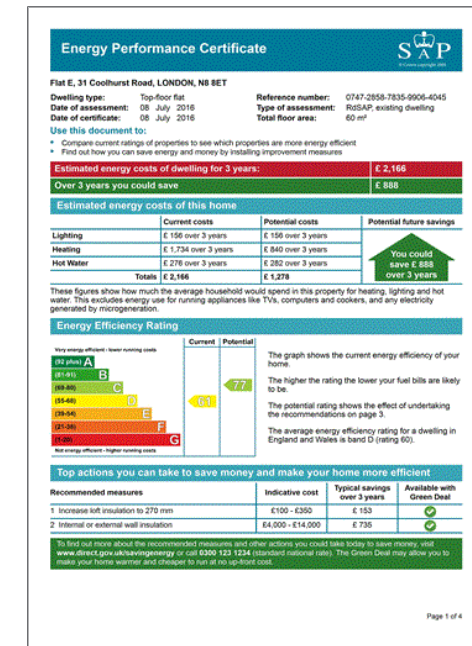 Energy Performance Certificate
SAP
Flat E, 31 Coolhurst Road, LONDON, N8 8ET
Dwelling type: Top-floor flat
Date of assessment: 08 July 2016
Date of certificate: 08 July 2016
Reference number: 0747-2858-7835-9906-4045
Type of assessment: RdSAP, existing dwelling
Total floor area: 60 m²
Use this document to:
• Compare current ratings of properties to see which properties are more energy efficient
• Find out how you can save energy and money by installing improvement measures
Estimated energy costs of dwelling for 3 years: £ 2,166
Over 3 years you could save £ 888
Estimated energy costs of this home
Current costs Potential costs Potential future savings
Lighting £ 156 over 3 years £ 156 over 3 years
Heating £ 1,734 over 3 years £ 840 over 3 years
Hot Water £ 276 over 3 years £ 282 over 3 years
Totals £ 2,166 £ 1,278
You could
save £ 888
over 3 years
These figures show how much the average household would spend in this property for heating, lighting and hot
water. This excludes energy use for running appliances like TVs, computers and cookers, and any electricity
generated by microgeneration.
Energy Efficiency Rating
Current Potential
Very energy efficient - lower running costs
(92 plus) A
(81-91) B
(69-80) C
(55-68) D
(39-54) E
(21-38) F
(1-20) G
Not energy efficient - higher running costs
61
77
The graph shows the current energy efficiency of your
home.
The higher the rating the lower your fuel bills are likely
to be.
The potential rating shows the effect of undertaking
the recommendations on page 3.
The average energy efficiency rating for a dwelling in
England and Wales is band D (rating 60).
Top actions you can take to save money and make your home more efficient
Recommended measures Indicative cost Typical savings over 3 years Available with Green Deal
1 Increase loft insulation to 270 mm £100 - £350 £ 153
2 Internal or external wall insulation £4,000 - £14,000 £ 735
To find out more about the recommended measures and other actions you could take today to save money, visit
www.direct.gov.uk/savingenergy or call 0300 123 1234 (standard national rate). The Green Deal may allow you to
make your home warmer and cheaper to run at no up-front cost.
Page 1 of 4